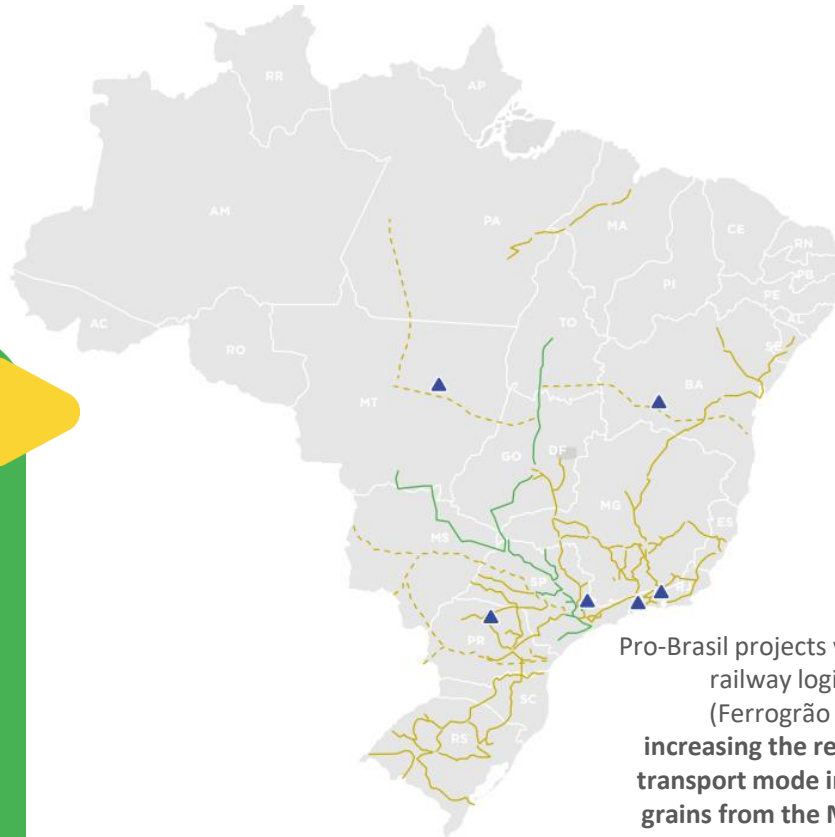 RR
AP
AM
PA
MA
CE
RN
PB
PI
PE
AL
AC
TO
SE
RO
BA
MT
GO
DF
MG
ES
MS
SP
RJ
PR
SC
RS
Pro-Brasil projects
railway logi
(Ferrogrão
increasing the re
transport mode in
grains from the N